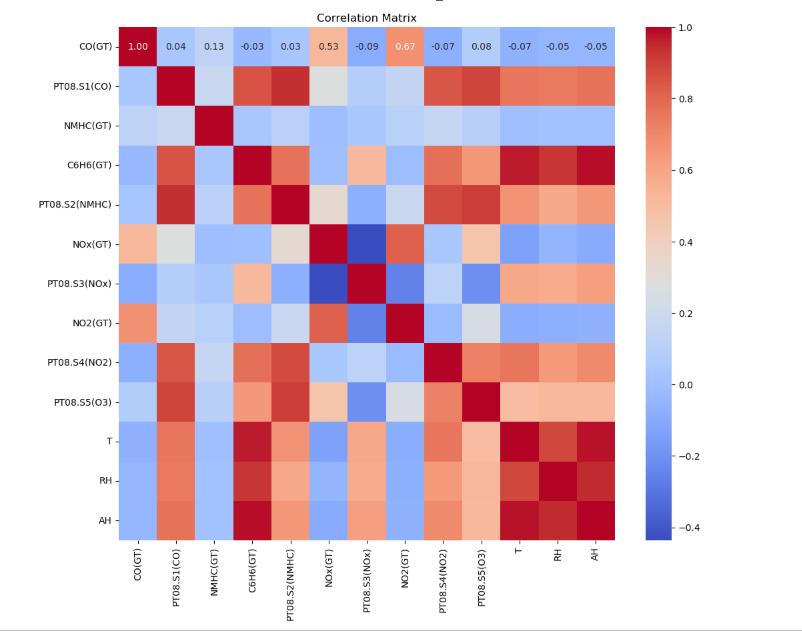 Correlation Matrix
CO(GT)
1.00 0.04 0.13 -0.03 0.03 0.53 -0.09 0.67 -0.07 0.08 -0.07 -0.05 -0.05
PT08.S1(CO)
NMHC(GT)
C6H6(GT)
PT08.S2(NMHC)
NOx(GT)
PT08.S3(NOx)
NO2(GT)
PT08.S4(NO2)
PT08.S5(O3)
T
RH
AH
CO(GT)
PT08.S1(CO)
NMHC(GT)
C6H6(GT)
PT08.S2(NMHC)
NOx(GT)
PT08.S3(NOx)
NO2(GT)
PT08.S4(NO2)
PT08.S5(O3)
T
RH
AH
1.0
0.8
0.6
0.4
0.2
0.0
−0.2
−0.4